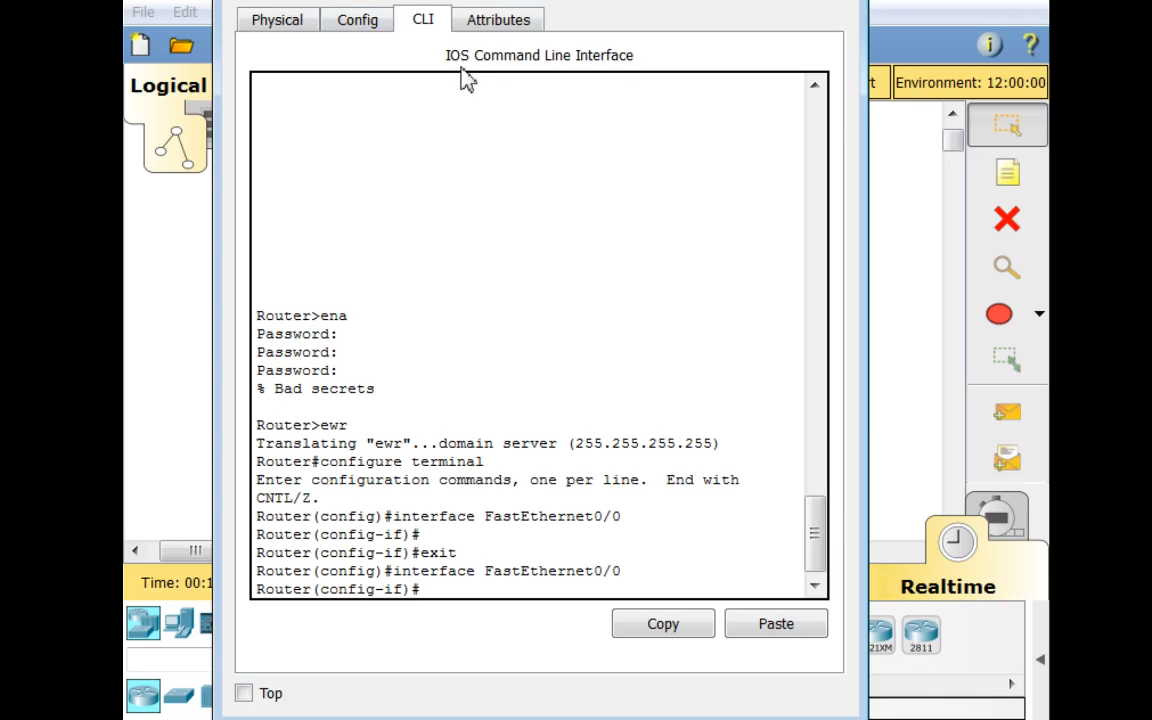 File Edit
Physical Config CLI Attributes
IOS Command Line Interface
Logical
Environment: 12:00:00
Router>ena
Password:
Password:
Password:
% Bad secrets
Router>ewr
Translating "ewr"...domain server (255.255.255.255)
Router#configure terminal
Enter configuration commands, one per line.  End with
CNTL/Z.
Router(config)#interface FastEthernet0/0
Router(config-if)#
Router(config-if)#exit
Router(config)#interface FastEthernet0/0
Router(config-if)#
Time: 00:1
Realtime
Copy Paste
21XM 2811
Top